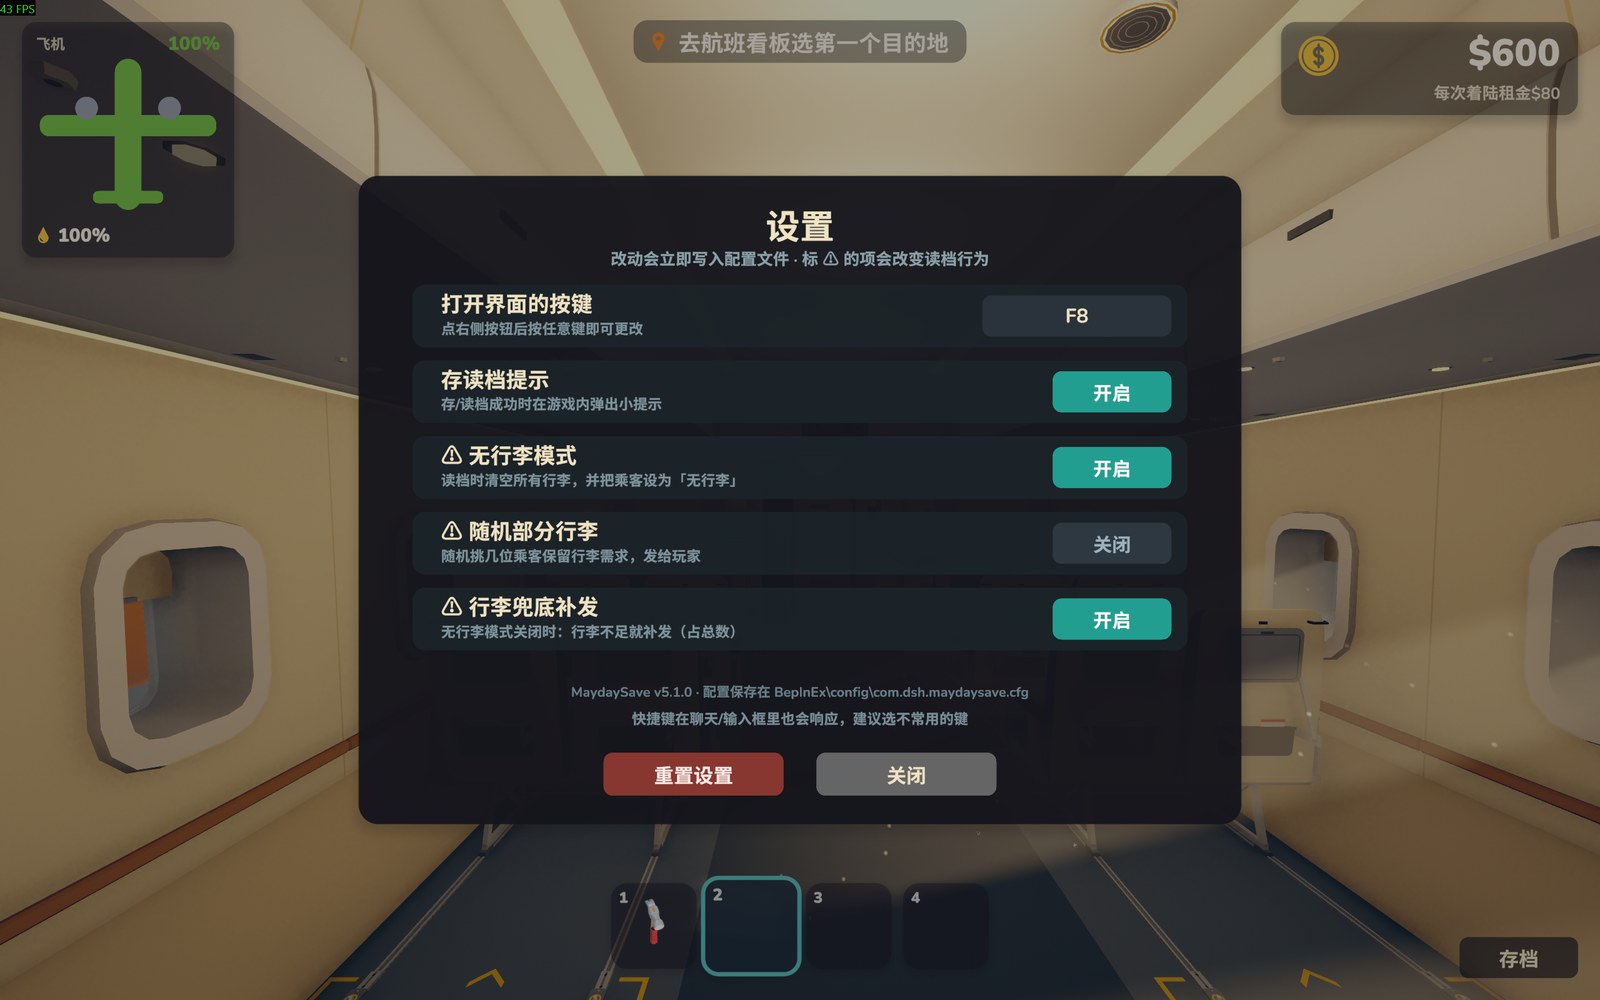 43 FPS
飞机
100%
100%
去航班看板选第一个目的地
$600
每次着陆租金$80
设置
改动会立即写入配置文件 · 标 ⚠ 的项会改变读档行为
打开界面的按键
点右侧按钮后按任意键即可更改
F8
存读档提示
存/读档成功时在游戏内弹出小提示
开启
⚠ 无行李模式
读档时清空所有行李，并把乘客设为「无行李」
开启
⚠ 随机部分行李
随机挑几位乘客保留行李需求，发给玩家
关闭
⚠ 行李兜底补发
无行李模式关闭时：行李不足就补发（占总数）
开启
MaydaySave v5.1.0 · 配置保存在 BepInEx\config\com.dsh.maydaysave.cfg
快捷键在聊天/输入框里也会响应，建议选不常用的键
重置设置
关闭
1
2
3
4
存档